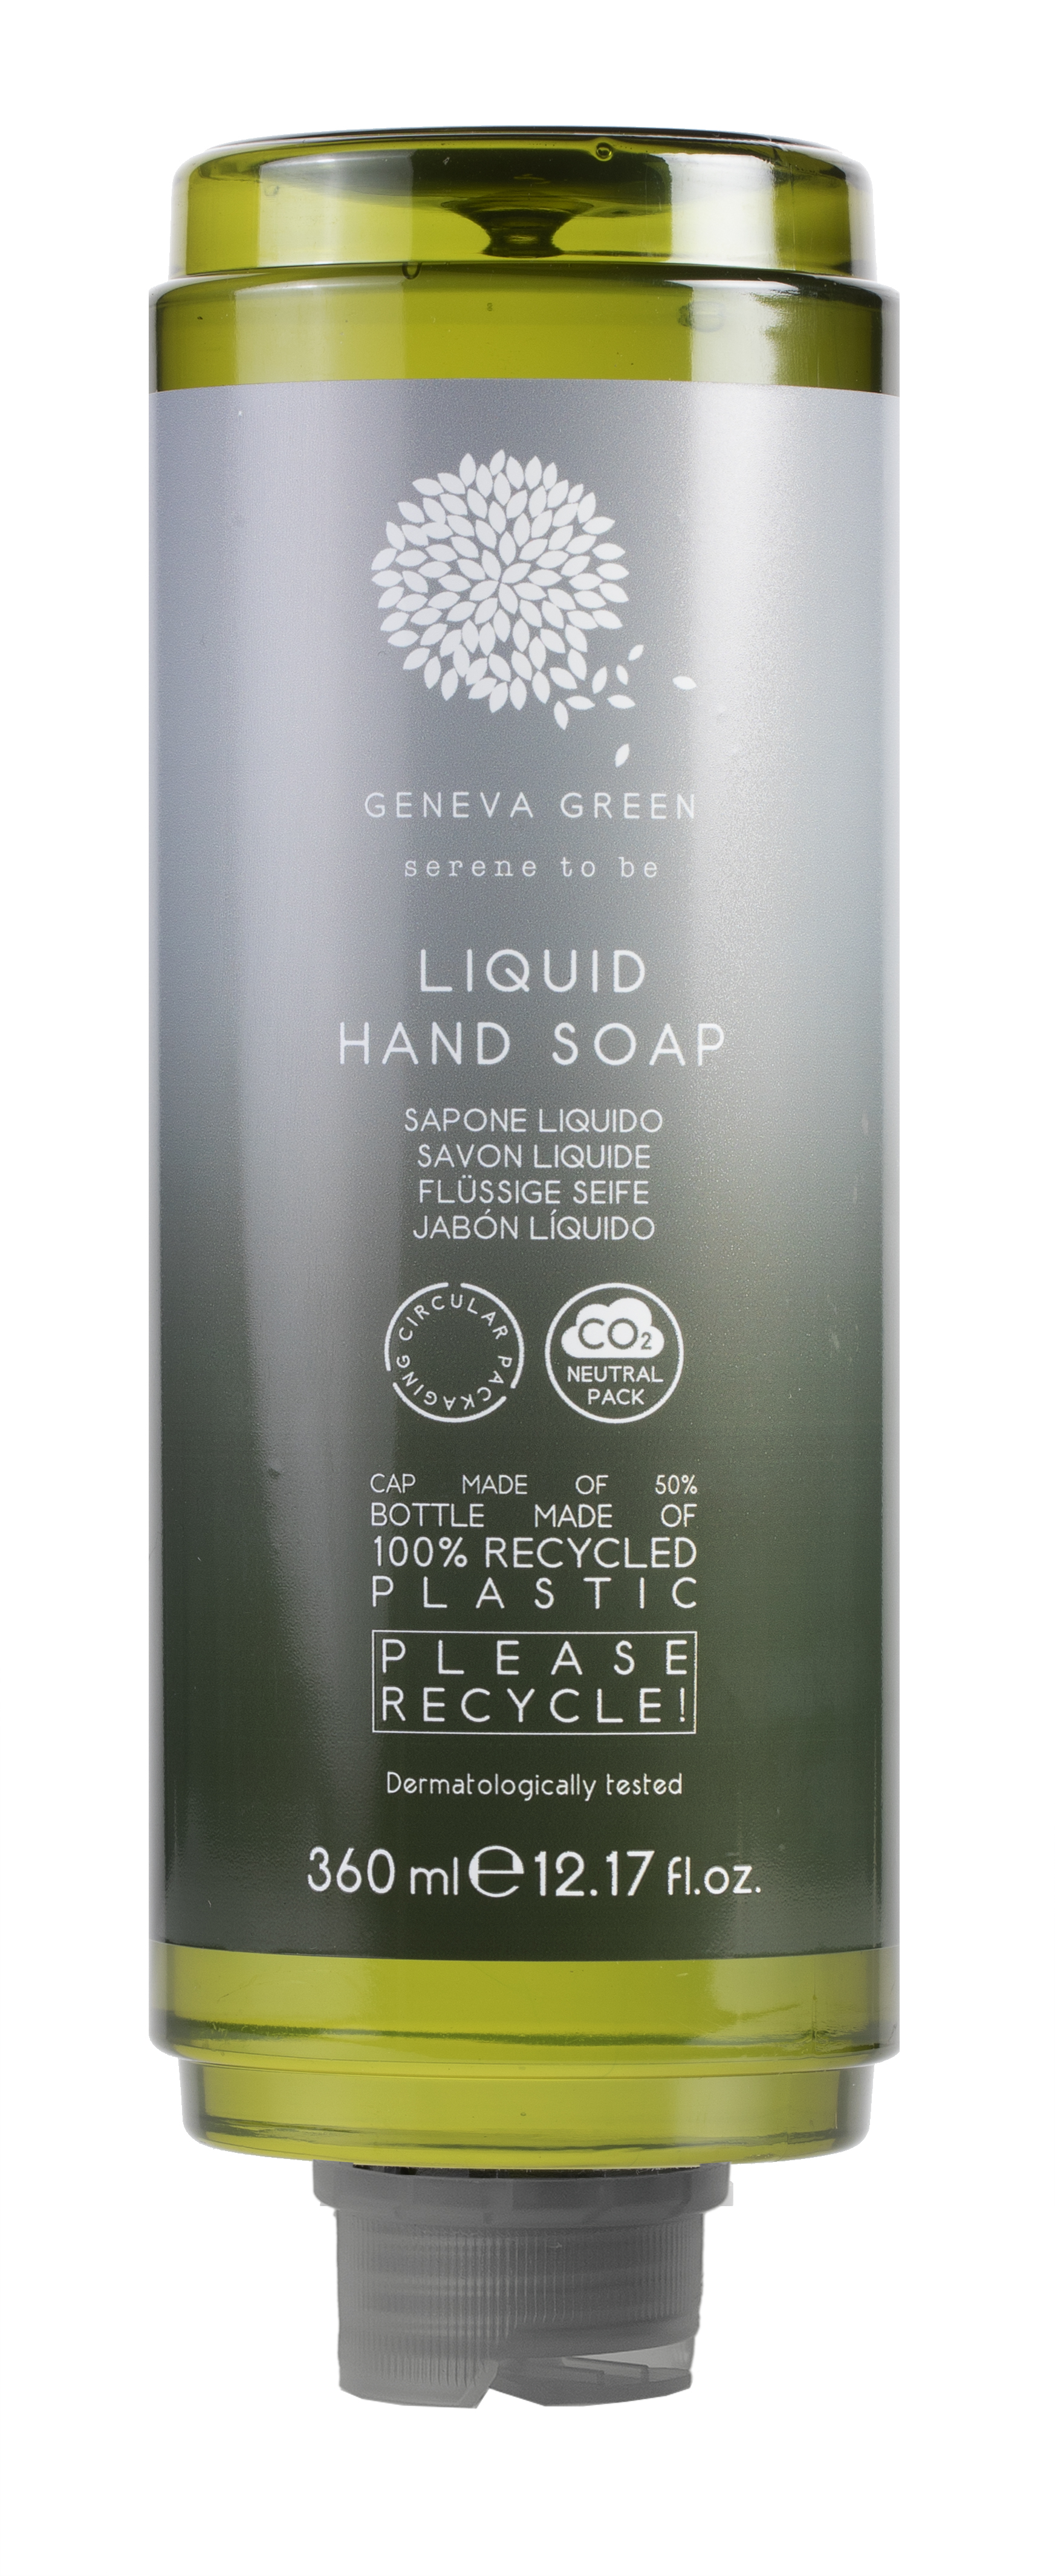 GENEVA GREEN
serene to be
LIQUID
HAND SOAP
SAPONE LIQUIDO
SAVON LIQUIDE
FLÜSSIGE SEIFE
JABÓN LÍQUIDO
CIRCULAR PACKAGING
CO2
NEUTRAL
PACK
CAP MADE OF 50%
BOTTLE MADE OF
100% RECYCLED
PLASTIC
PLEASE
RECYCLE!
Dermatologically tested
360 ml e 12.17 fl.oz.